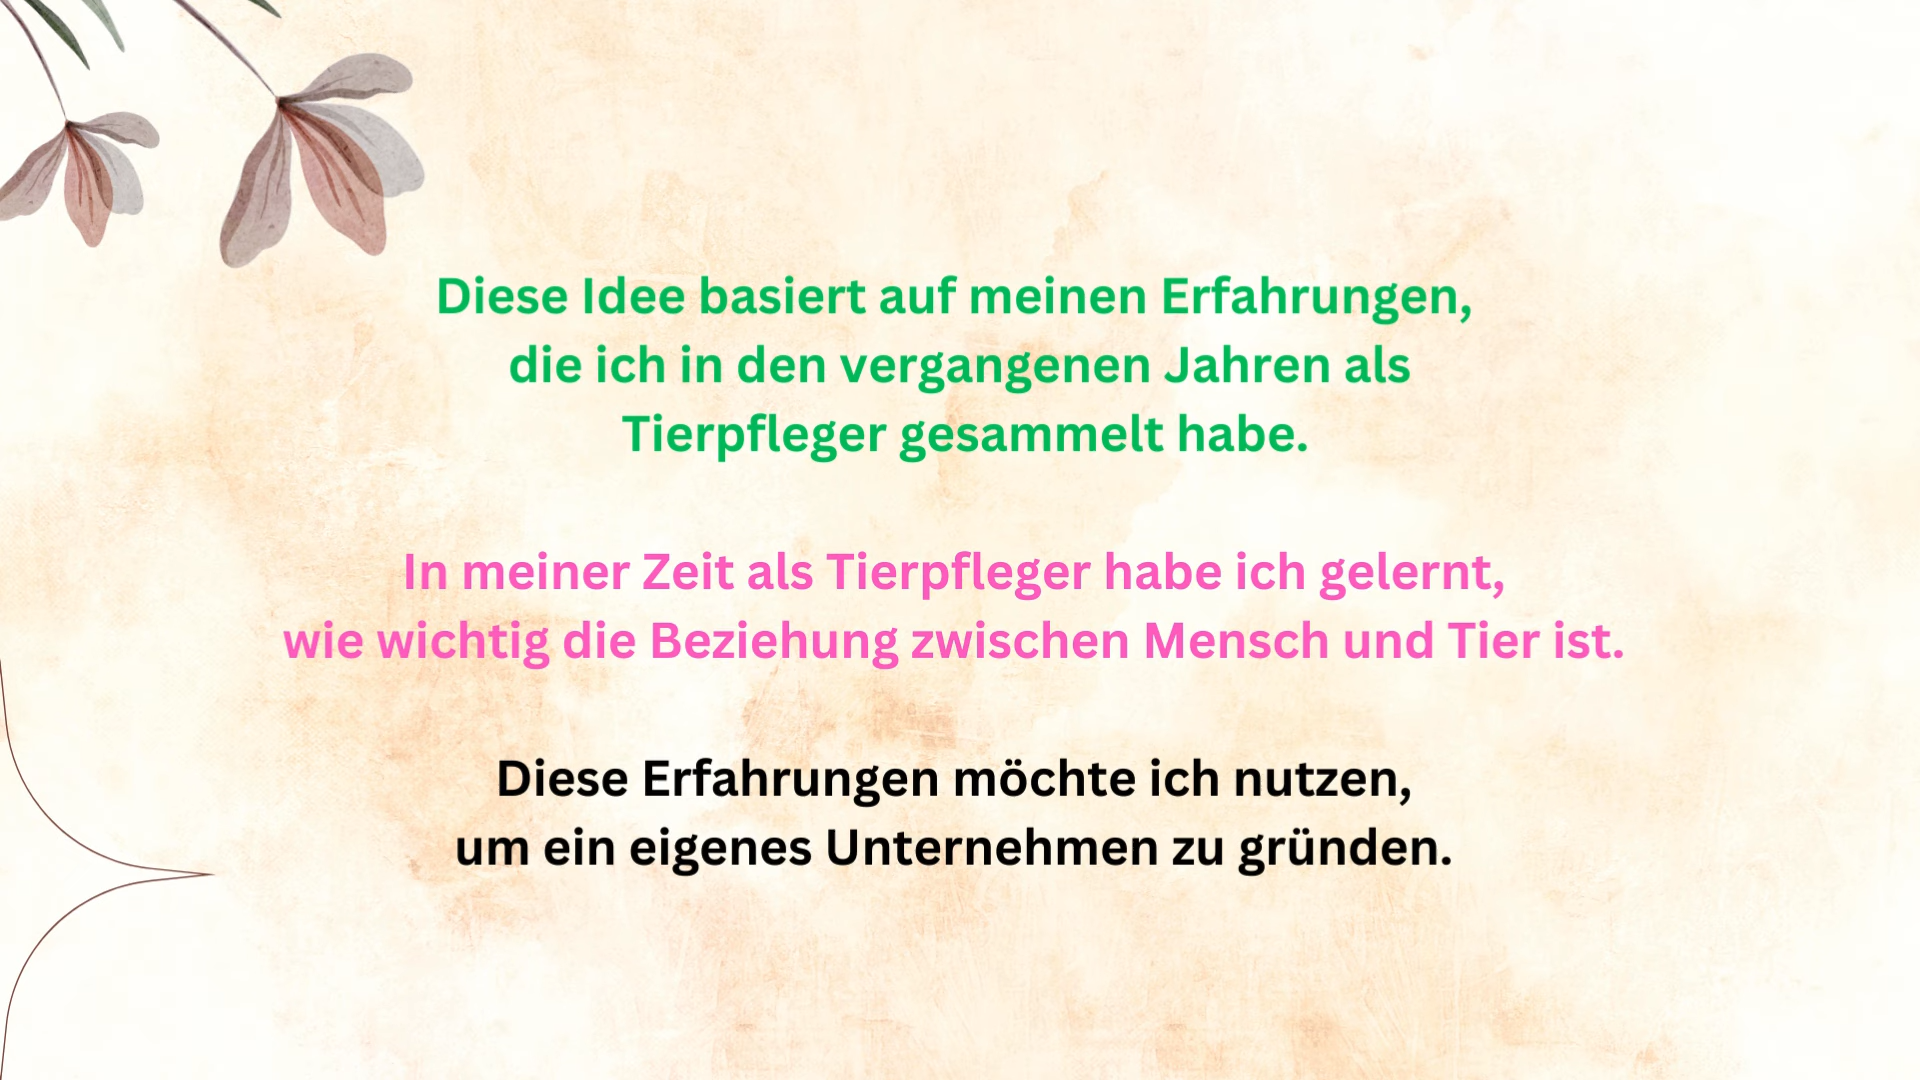 Diese Idee basiert auf meinen Erfahrungen,
die ich in den vergangenen Jahren als
Tierpfleger gesammelt habe.
In meiner Zeit als Tierpfleger habe ich gelernt,
wie wichtig die Beziehung zwischen Mensch und Tier ist.
Diese Erfahrungen möchte ich nutzen,
um ein eigenes Unternehmen zu gründen.